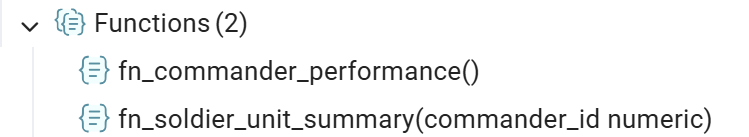 Functions (2)
fn_commander_performance()
fn_soldier_unit_summary(commander_id numeric)